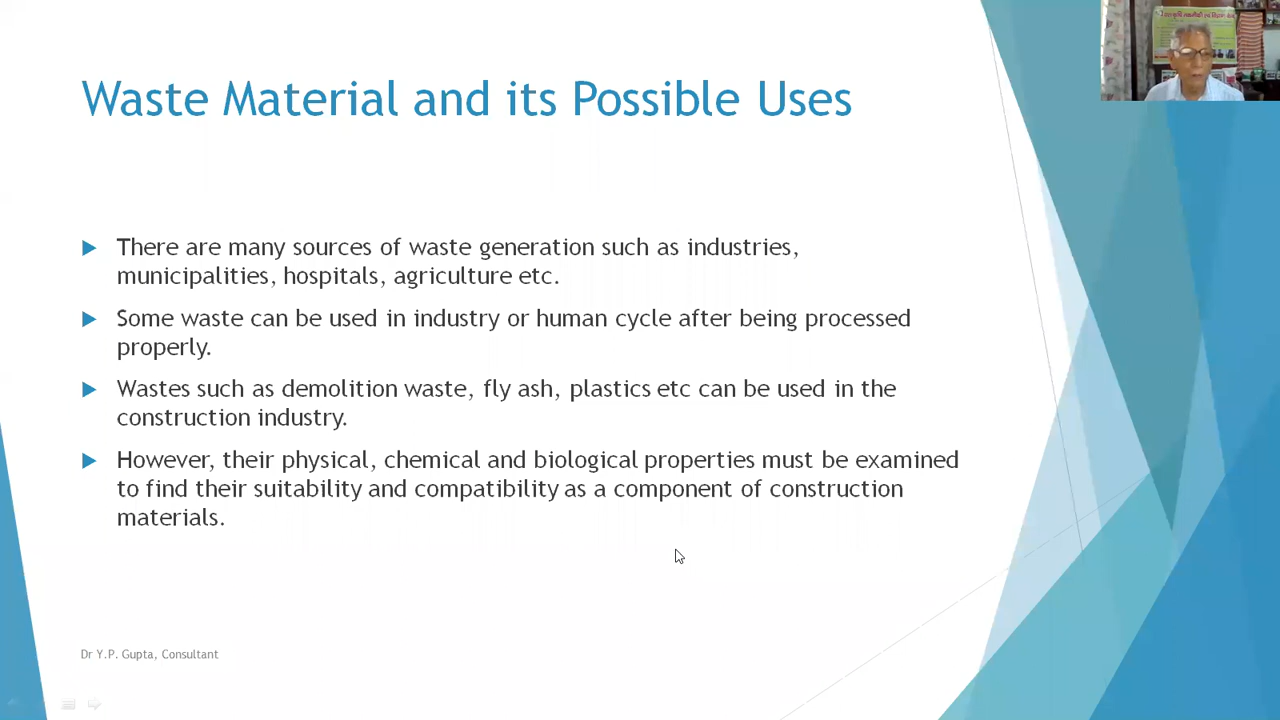 Waste Material and its Possible Uses
There are many sources of waste generation such as industries,
municipalities, hospitals, agriculture etc.
Some waste can be used in industry or human cycle after being processed
properly.
Wastes such as demolition waste, fly ash, plastics etc can be used in the
construction industry.
However, their physical, chemical and biological properties must be examined
to find their suitability and compatibility as a component of construction
materials.
Dr Y.P. Gupta, Consultant